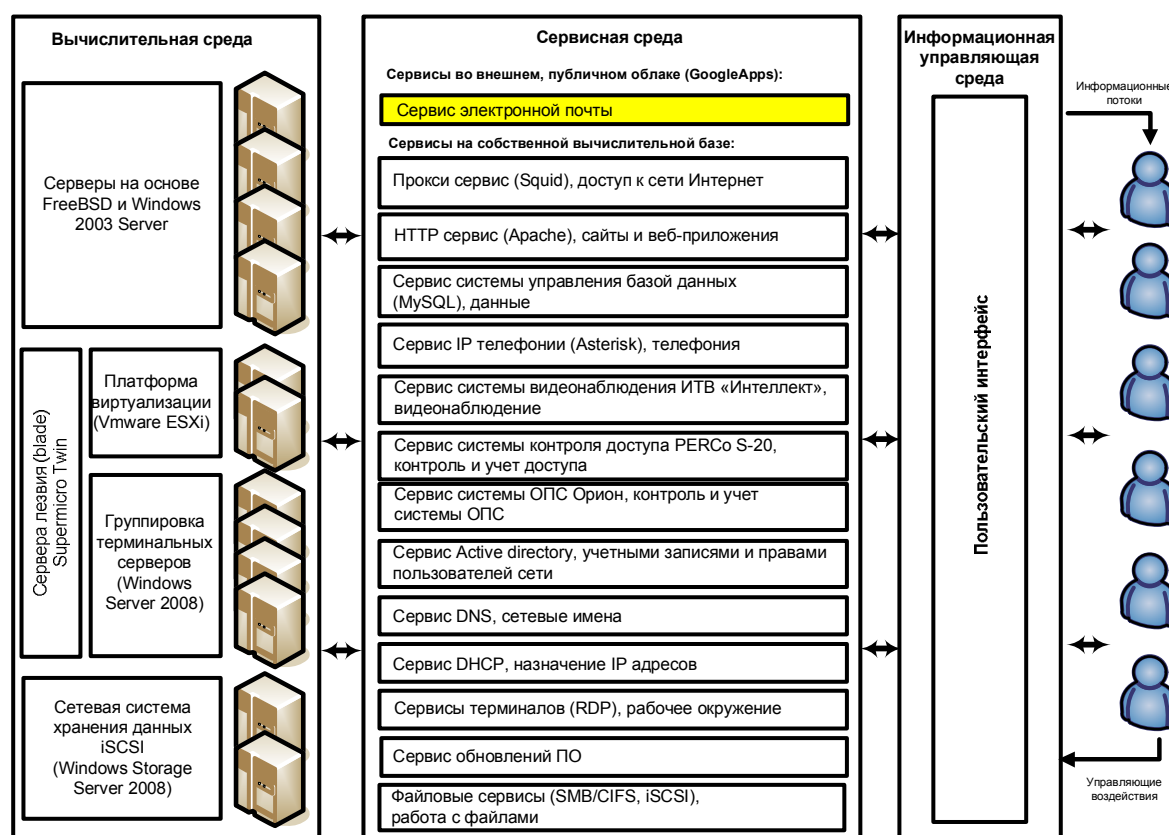 Вычислительная среда
Серверы на основе
FreeBSD и Windows
2003 Server
Сервера лезвия (blade)
Supermicro Twin
Платформа
виртуализации
(Vmware ESXi)
Группировка
терминальных
серверов
(Windows
Server 2008)
Сетевая система
хранения данных
iSCSI
(Windows Storage
Server 2008)
Сервисная среда
Сервисы во внешнем, публичном облаке (GoogleApps):
Сервис электронной почты
Сервисы на собственной вычислительной базе:
Прокси сервис (Squid), доступ к сети Интернет
HTTP сервис (Apache), сайты и веб-приложения
Сервис системы управления базой данных
(MySQL), данные
Сервис IP телефонии (Asterisk), телефония
Сервис системы видеонаблюдения ИТВ «Интеллект»,
видеонаблюдение
Сервис системы контроля доступа PERCo S-20,
контроль и учет доступа
Сервис системы ОПС Орион, контроль и учет
системы ОПС
Сервис Active directory, учетными записями и правами
пользователей сети
Сервис DNS, сетевые имена
Сервис DHCP, назначение IP адресов
Сервисы терминалов (RDP), рабочее окружение
Сервис обновлений ПО
Файловые сервисы (SMB/CIFS, iSCSI),
работа с файлами
Информационная
управляющая
среда
Пользовательский интерфейс
Информационные
потоки
Управляющие
воздействия